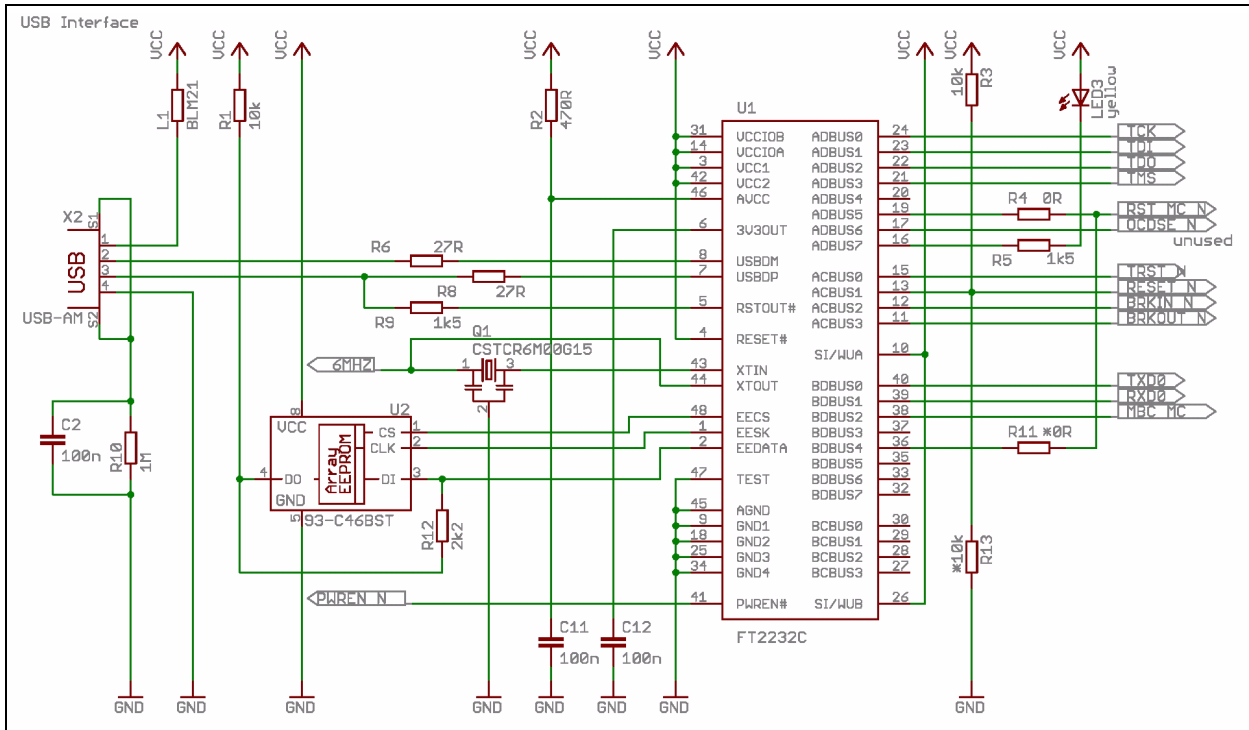 USB Interface
VCC
VCC
VCC
VCC
VCC
VCC
VCC
VCC
L1
BLM21
R1
10k
R2
470R
10k
R3
LED3
yellow
U1
31
VCCIOB
ADBUS0
24
TCK
14
VCCIOA
ADBUS1
23
TDI
3
VCC1
ADBUS2
22
TDO
42
VCC2
ADBUS3
21
TMS
46
AVCC
ADBUS4
20
ADBUS5
19
R4
0R
RST_MC_N
6
3V3OUT
ADBUS6
17
OCDSE_N
unused
ADBUS7
16
R5
1k5
X2
S1
1
2
3
4
USB
USB-AM
S2
R6
27R
8
USBDM
27R
7
USBDP
R8
R9
1k5
5
RSTOUT#
4
RESET#
ACBUS0
15
TRST_N
ACBUS1
13
RESET_N
ACBUS2
12
BRKIN_N
ACBUS3
11
BRKOUT_N
SI/WUA
10
Q1
CSTCR6M00G15
6MHZ
1
3
2
43
XTIN
44
XTOUT
BDBUS0
40
TXD0
BDBUS1
39
RXD0
BDBUS2
38
MBC_MC
BDBUS3
37
BDBUS4
36
R11
*0R
BDBUS5
35
BDBUS6
33
BDBUS7
32
U2
8
VCC
CS
1
CLK
2
4
DO
Array
EEPROM
DI
3
GND
5
93-C46BST
48
EECS
1
EESK
2
EEDATA
47
TEST
45
AGND
9
GND1
18
GND2
25
GND3
34
GND4
BCBUS0
30
BCBUS1
29
BCBUS2
28
BCBUS3
27
C2
100n
R10
1M
R12
2k2
*10k
R13
PWREN_N
41
PWREN#
SI/WUB
26
FT2232C
C11
100n
C12
100n
GND
GND
GND
GND
GND
GND
GND
GND